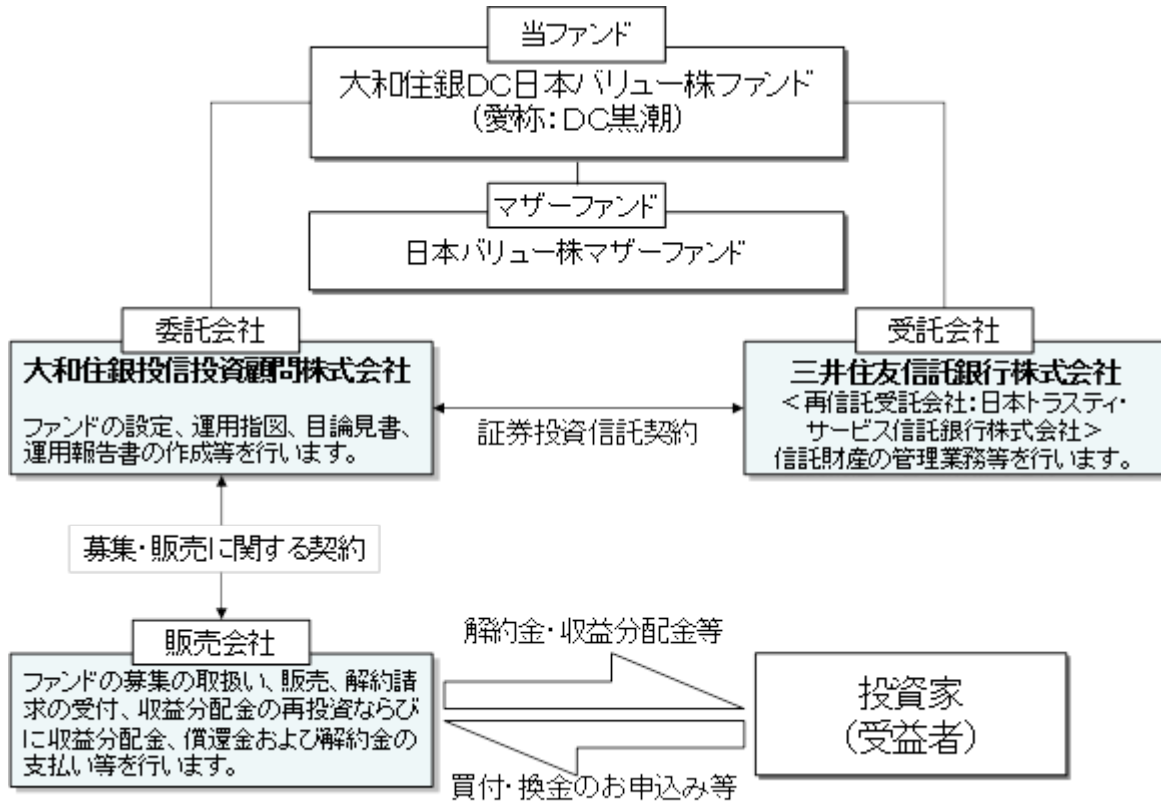 当ファンド
大和住銀DC日本バリュー株ファンド
(愛称:DC黒潮)
マザーファンド
日本バリュー株マザーファンド
委託会社
大和住銀投信投資顧問株式会社
ファンドの設定、運用指図、目論見書、
運用報告書の作成等を行います。
証券投資信託契約
受託会社
三井住友信託銀行株式会社
<再信託受託会社:日本トラスティ・
サービス信託銀行株式会社>
信託財産の管理業務等を行います。
募集・販売に関する契約
販売会社
ファンドの募集の取扱い、販売、解約請
求の受付、収益分配金の再投資ならび
に収益分配金、償還金および解約金の
支払い等を行います。
解約金・収益分配金等
買付・換金のお申込み等
投資家
(受益者)